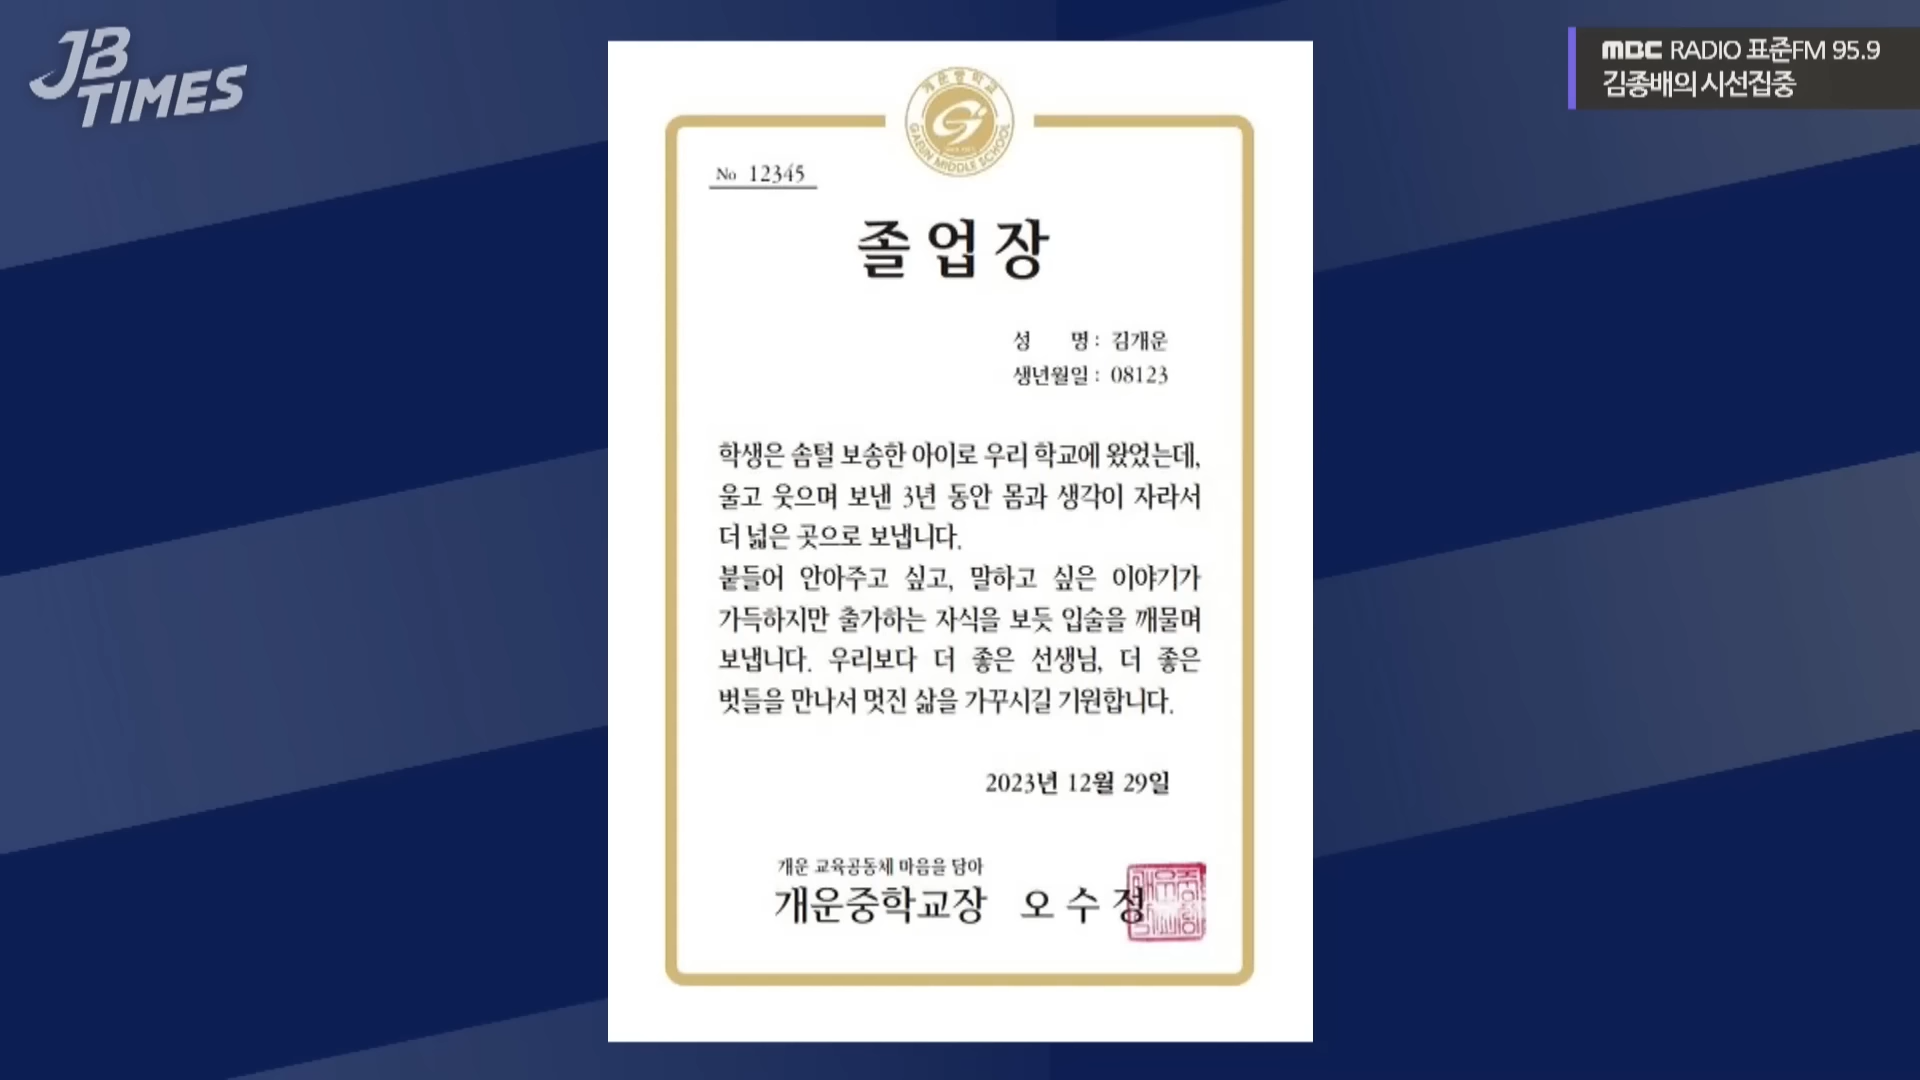 JB
TIMES
MBC RADIO 표준FM 95.9
김종배의 시선집중
개운중학교
GAEUN MIDDLE SCHOOL
No 12345
졸업장
성 명 : 김개운
생년월일 : 08123
학생은 솜털 보송한 아이로 우리 학교에 왔었는데,
울고 웃으며 보낸 3년 동안 몸과 생각이 자라서
더 넓은 곳으로 보냅니다.
붙들어 안아주고 싶고, 말하고 싶은 이야기가
가득하지만 출가하는 자식을 보듯 입술을 깨물며
보냅니다. 우리보다 더 좋은 선생님, 더 좋은
벗들을 만나서 멋진 삶을 가꾸시길 기원합니다.
2023년 12월 29일
개운 교육공동체 마음을 담아
개운중학교장 오 수 정